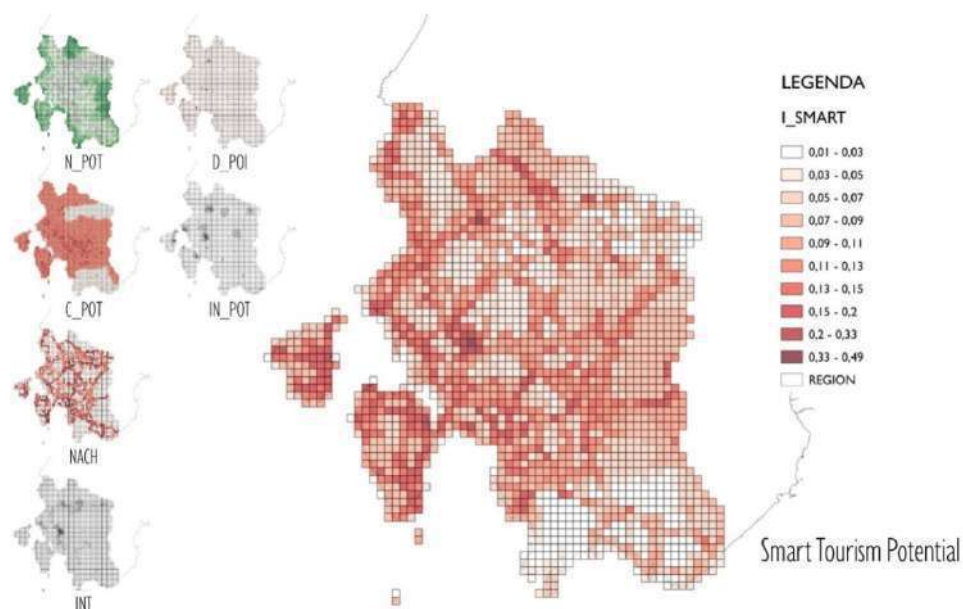 N_POT
D_POI
C_POT
IN_POT
NACH
INT
LEGENDA
I_SMART
0,01 - 0,03
0,03 - 0,05
0,05 - 0,07
0,07 - 0,09
0,09 - 0,11
0,11 - 0,13
0,13 - 0,15
0,15 - 0,2
0,2 - 0,33
0,33 - 0,49
REGION
Smart Tourism Potential